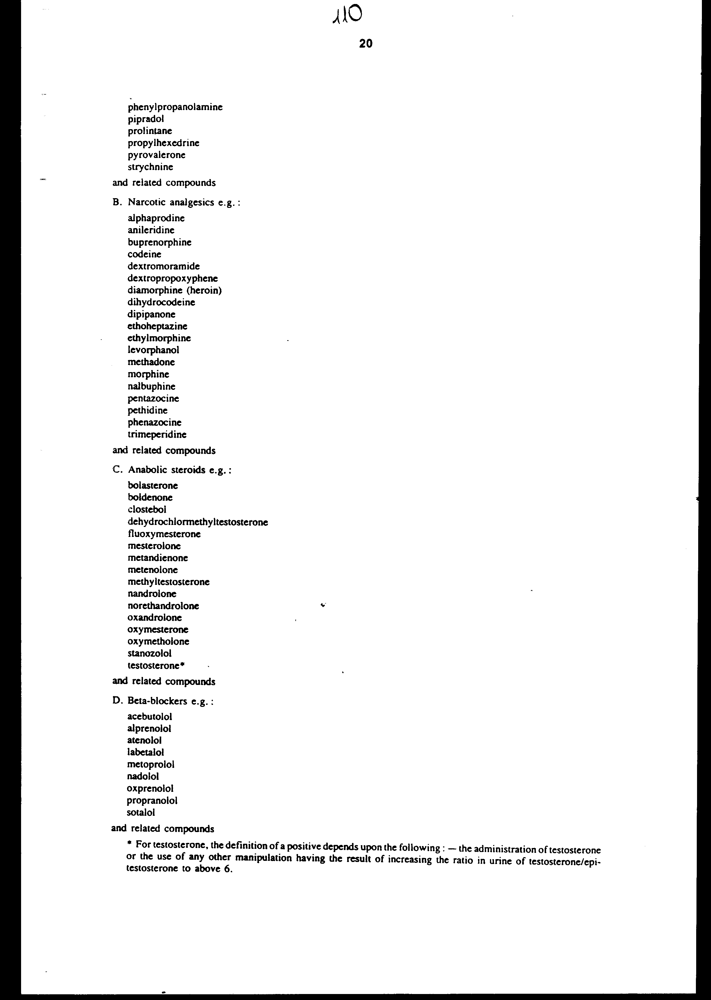 110
20
phenylpropanolamine
pipradol
prolintane
propylhexedrine
pyrovalerone
strychnine
and related compounds
B. Narcotic analgesics e.g. :
alphaprodine
anileridine
buprenorphine
codeine
dextromoramide
dextropropoxyphene
diamorphine (heroin)
dihydrocodeine
dipipanone
ethoheptazine
ethylmorphine
levorphanol
methadone
morphine
nalbuphine
pentazocine
pethidine
phenazocine
trimeperidine
and related compounds
C. Anabolic steroids e.g. :
bolasterone
boldenone
clostebol
dehydrochlormethyltestosterone
fluoxymesterone
mesterolone
metandienone
metenolone
methyltestosterone
nandrolone
norethandrolone
oxandrolone
oxymesterone
oxymetholone
stanozolol
testosterone*
and related compounds
D. Beta-blockers e.g. :
acebutolol
alprenolol
atenolol
labetalol
metoprolol
nadolol
oxprenolol
propranolol
sotalol
and related compounds
* For testosterone, the definition of a positive depends upon the following : — the administration of testosterone
or the use of any other manipulation having the result of increasing the ratio in urine of testosterone/epi-
testosterone to above 6.